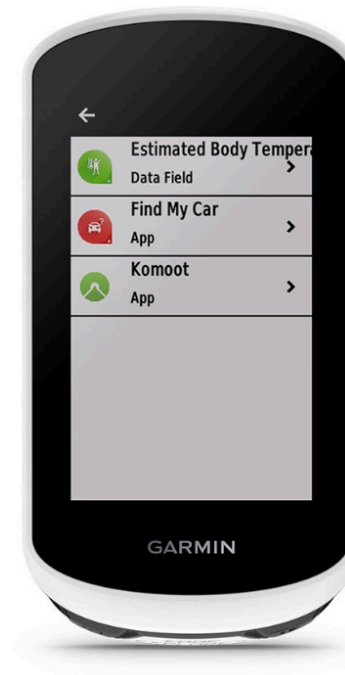 Estimated Body Tempera
Data Field
Find My Car
App
Komoot
App
GARMIN